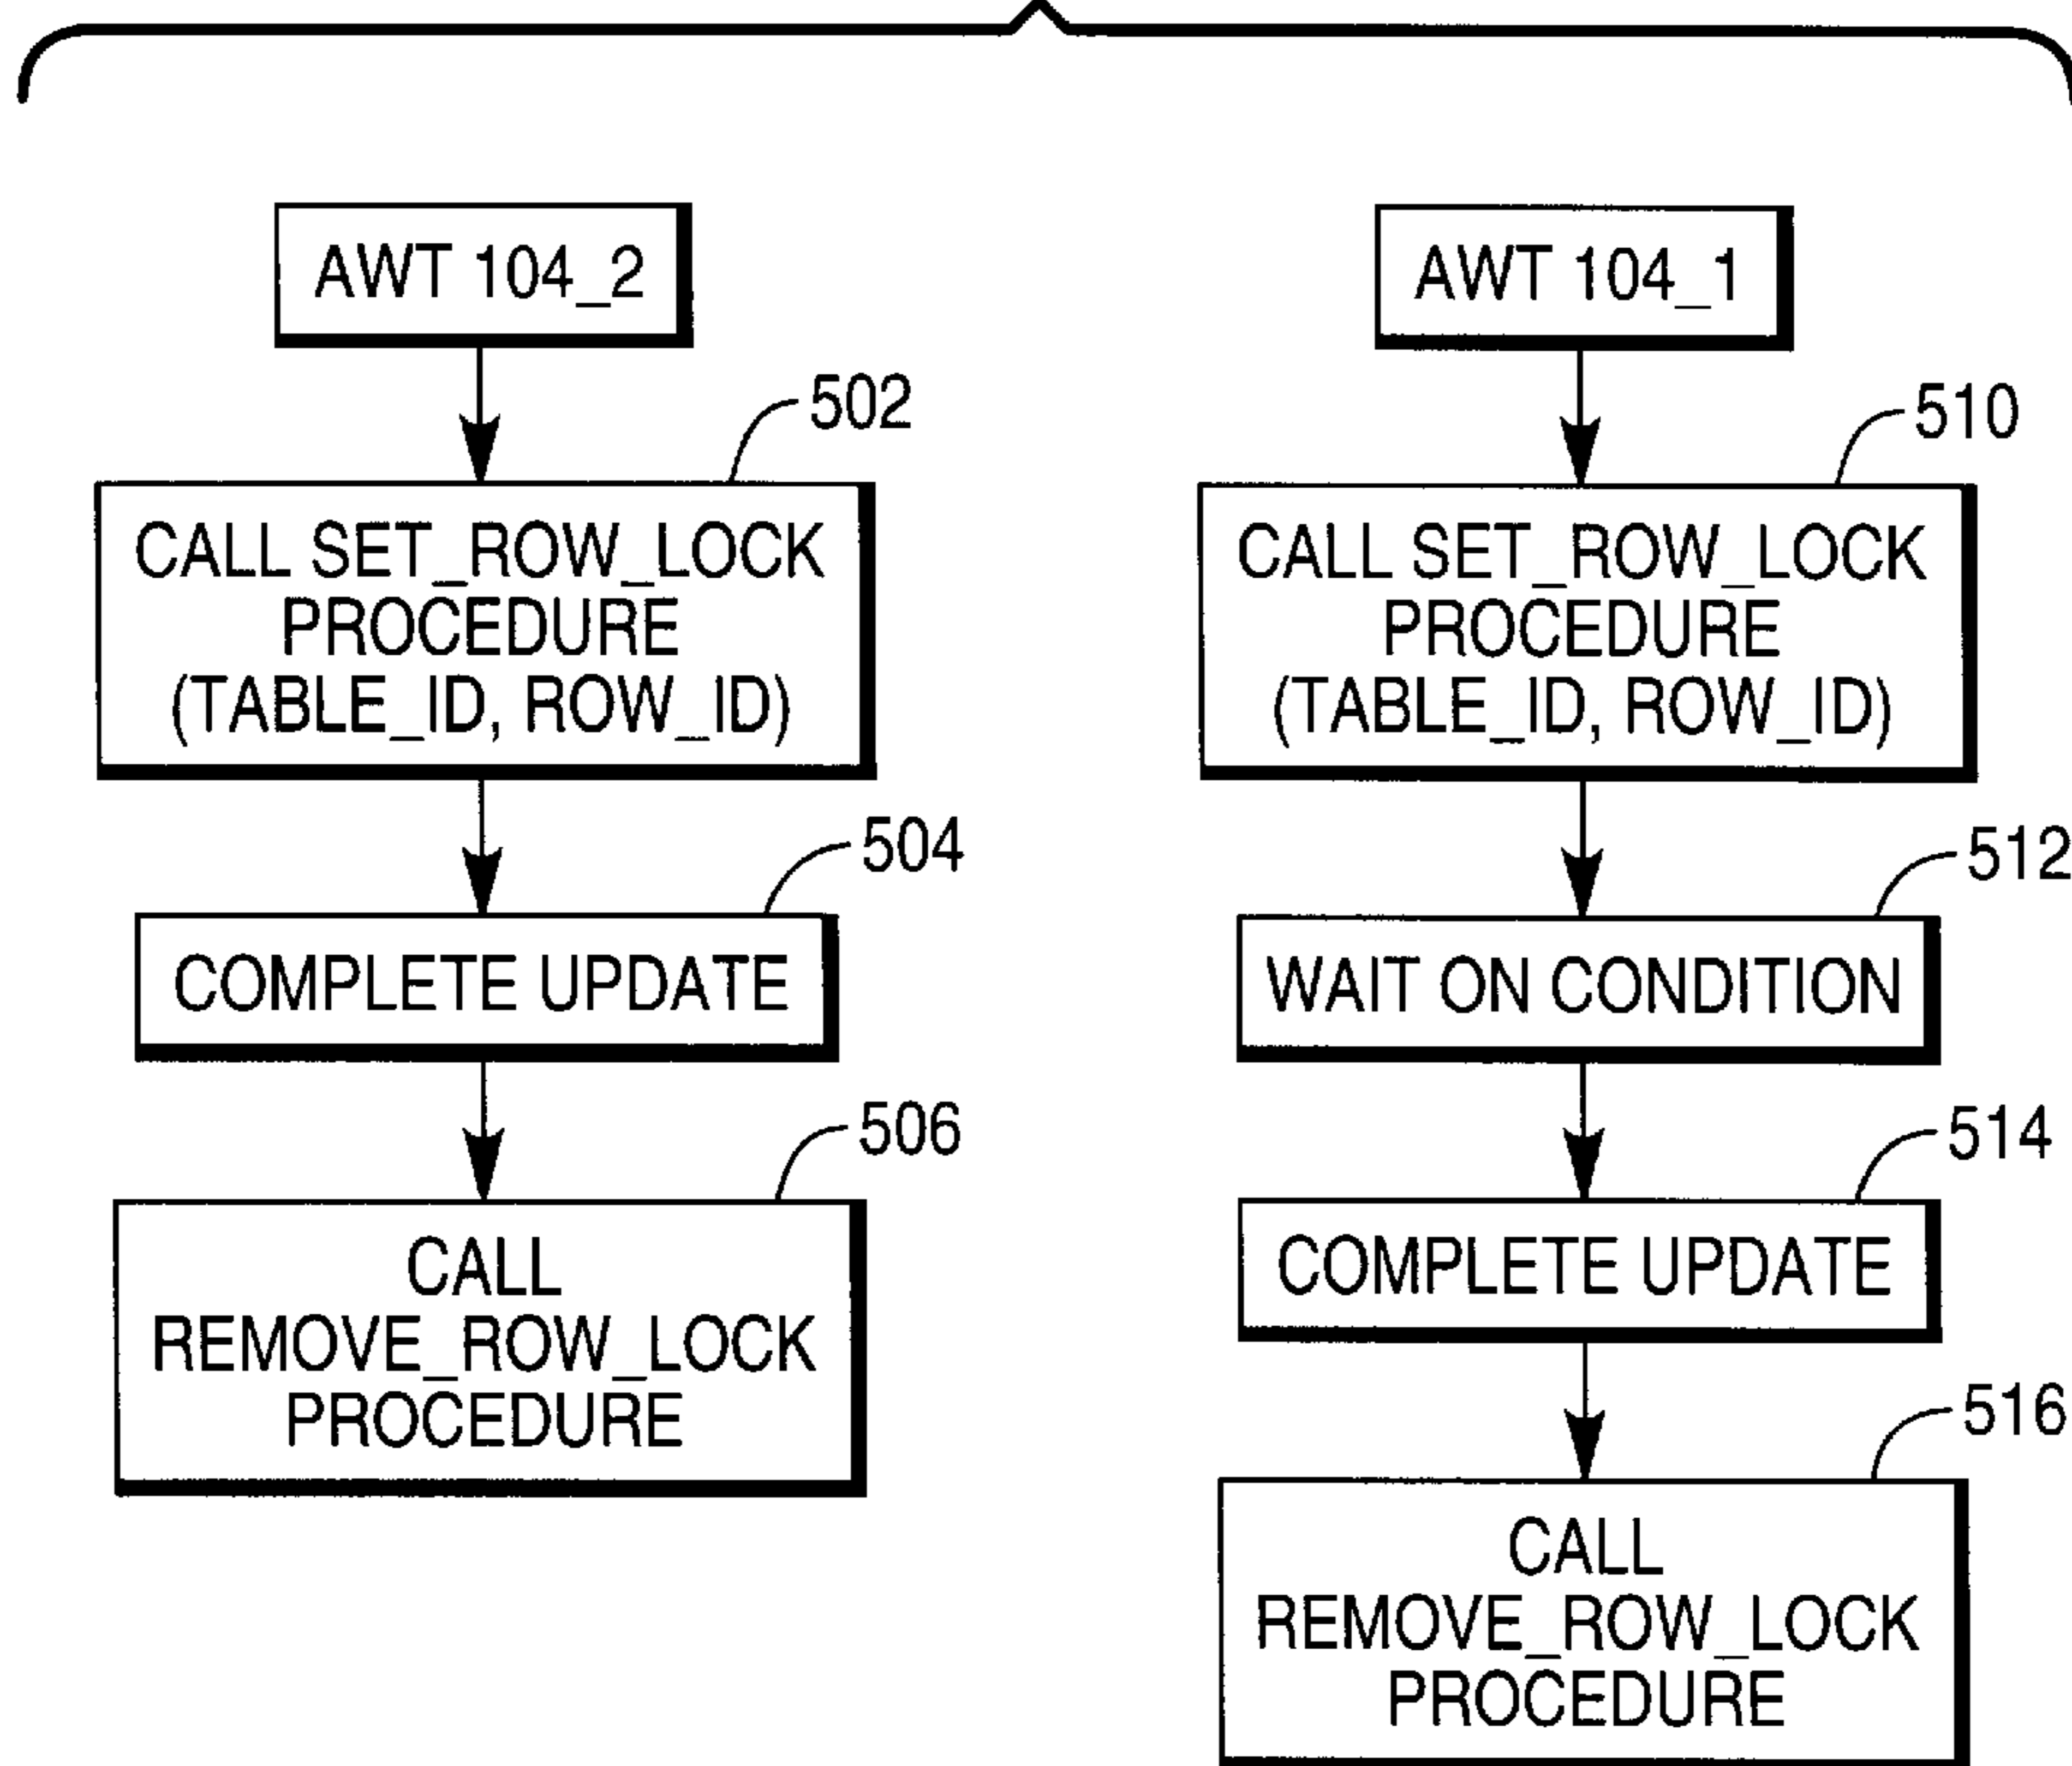 AWT 104_2
502
CALL SET_ROW_LOCK
PROCEDURE
(TABLE_ID, ROW_ID)
504
COMPLETE UPDATE
506
CALL
REMOVE_ROW_LOCK
PROCEDURE
AWT 104_1
510
CALL SET_ROW_LOCK
PROCEDURE
(TABLE_ID, ROW_ID)
512
WAIT ON CONDITION
514
COMPLETE UPDATE
516
CALL
REMOVE_ROW_LOCK
PROCEDURE